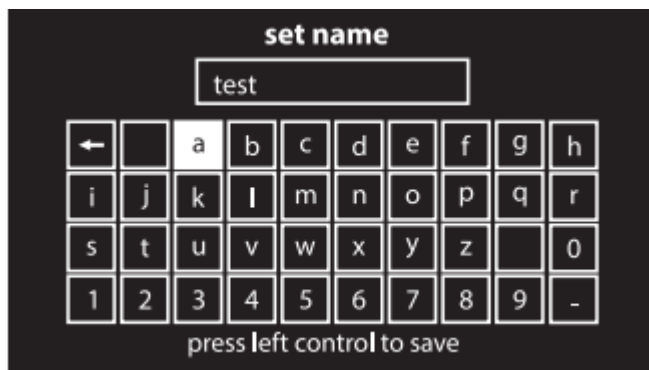 set name
test
← a b c d e f g h
i j k l m n o p q r
s t u v w x y z 0
1 2 3 4 5 6 7 8 9 -
press left control to save